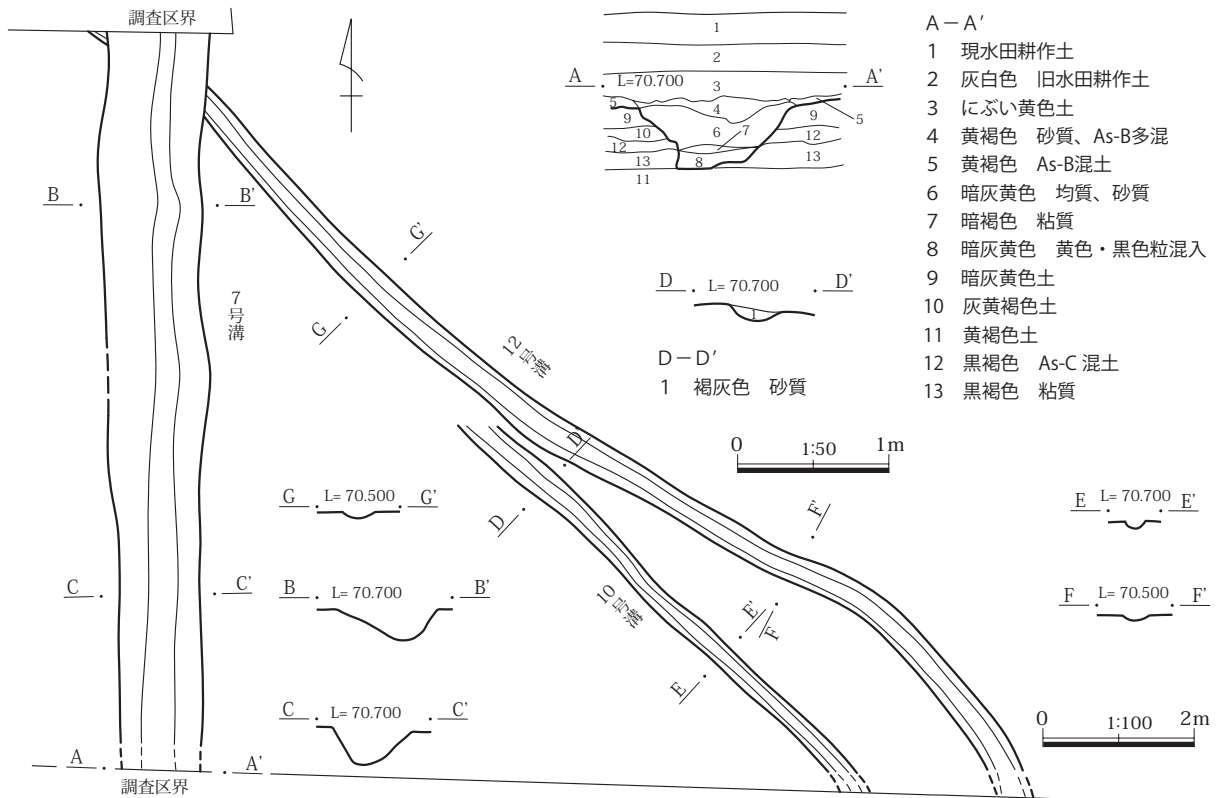 調査区界
A L=70.700 A'
1
2
3
4
5
9
10
12
13
11
6
7
8
9
12
13
5
A－A'
1 現水田耕作土
2 灰白色 旧水田耕作土
3 にぶい黄色土
4 黄褐色 砂質、As-B多混
5 黄褐色 As-B混土
6 暗灰黄色 均質、砂質
7 暗褐色 粘質
8 暗灰黄色 黄色・黒色粒混入
9 暗灰黄色土
10 灰黄褐色土
11 黄褐色土
12 黒褐色 As-C 混土
13 黒褐色 粘質
B B'
7号溝
G'
G
12号溝
D L= 70.700 D'
1
D－D'
1 褐灰色 砂質
0 1:50 1m
D'
D
10号溝
F'
E'
F
E
C C'
G L= 70.500 G'
B L= 70.700 B'
C L= 70.700 C'
E L= 70.700 E'
F L= 70.500 F'
0 1:100 2m
A A'
調査区界